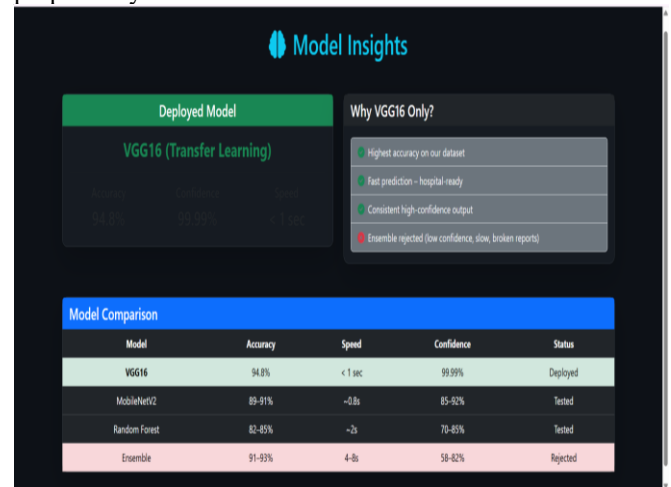 Model Insights
Deployed Model
VGG16 (Transfer Learning)
Accuracy Confidence Speed
94.8% 99.99% < 1 sec
Why VGG16 Only?
Highest accuracy on our dataset
Fast prediction – hospital-ready
Consistent high-confidence output
Ensemble rejected (low confidence, slow, broken reports)
Model Comparison
Model Accuracy Speed Confidence Status
VGG16 94.8% < 1 sec 99.99% Deployed
MobileNetV2 89-91% ~0.8s 85-92% Tested
Random Forest 82-85% ~2s 70-85% Tested
Ensemble 91-93% 4-8s 58-82% Rejected